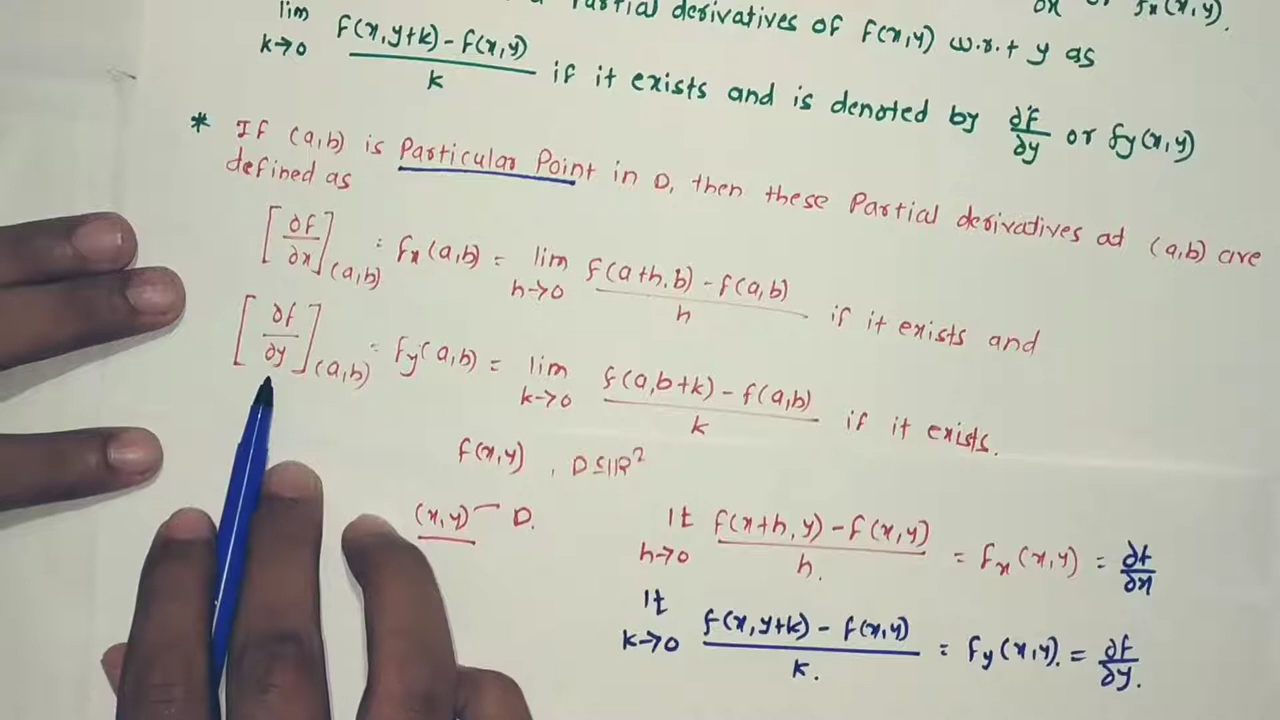 Partial derivatives of f(x,y) w.r.t y as
∂x or fx(x,y).
lim k→0 f(x,y+k) - f(x,y) / k if it exists and is denoted by ∂f/∂y or fy(x,y)
* If (a,b) is Particular Point in D, then these Partial derivatives at (a,b) are
defined as
[∂f/∂x](a,b) = fx(a,b) = lim h→0 f(a+h,b) - f(a,b) / h if it exists and
[∂f/∂y](a,b) = fy(a,b) = lim k→0 f(a,b+k) - f(a,b) / k if it exists.
f(x,y) , D⊆ℝ²
(x,y) — D.
lt h→0 f(x+h, y) - f(x,y) / h. = fx(x,y) = ∂f/∂x
lt k→0 f(x,y+k) - f(x,y) / k. = fy(x,y). = ∂f/∂y.